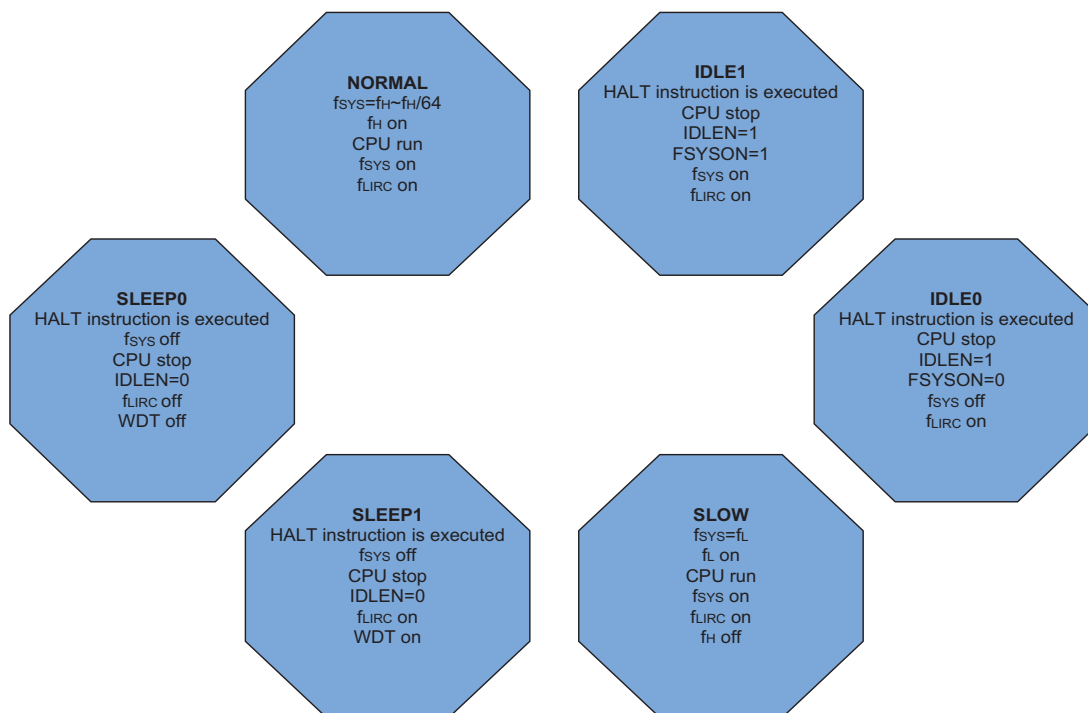 NORMAL
fSYS=fH~fH/64
fH on
CPU run
fSYS on
fLIRC on
IDLE1
HALT instruction is executed
CPU stop
IDLEN=1
FSYSON=1
fSYS on
fLIRC on
SLEEP0
HALT instruction is executed
fSYS off
CPU stop
IDLEN=0
fLIRC off
WDT off
IDLE0
HALT instruction is executed
CPU stop
IDLEN=1
FSYSON=0
fSYS off
fLIRC on
SLEEP1
HALT instruction is executed
fSYS off
CPU stop
IDLEN=0
fLIRC on
WDT on
SLOW
fSYS=fL
fL on
CPU run
fSYS on
fLIRC on
fH off